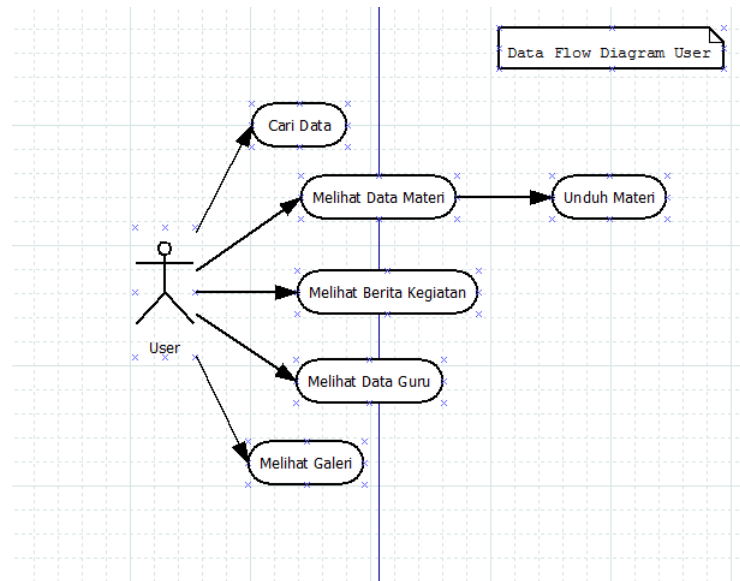 Data Flow Diagram User
Cari Data
Melihat Data Materi
Unduh Materi
Melihat Berita Kegiatan
User
Melihat Data Guru
Melihat Galeri